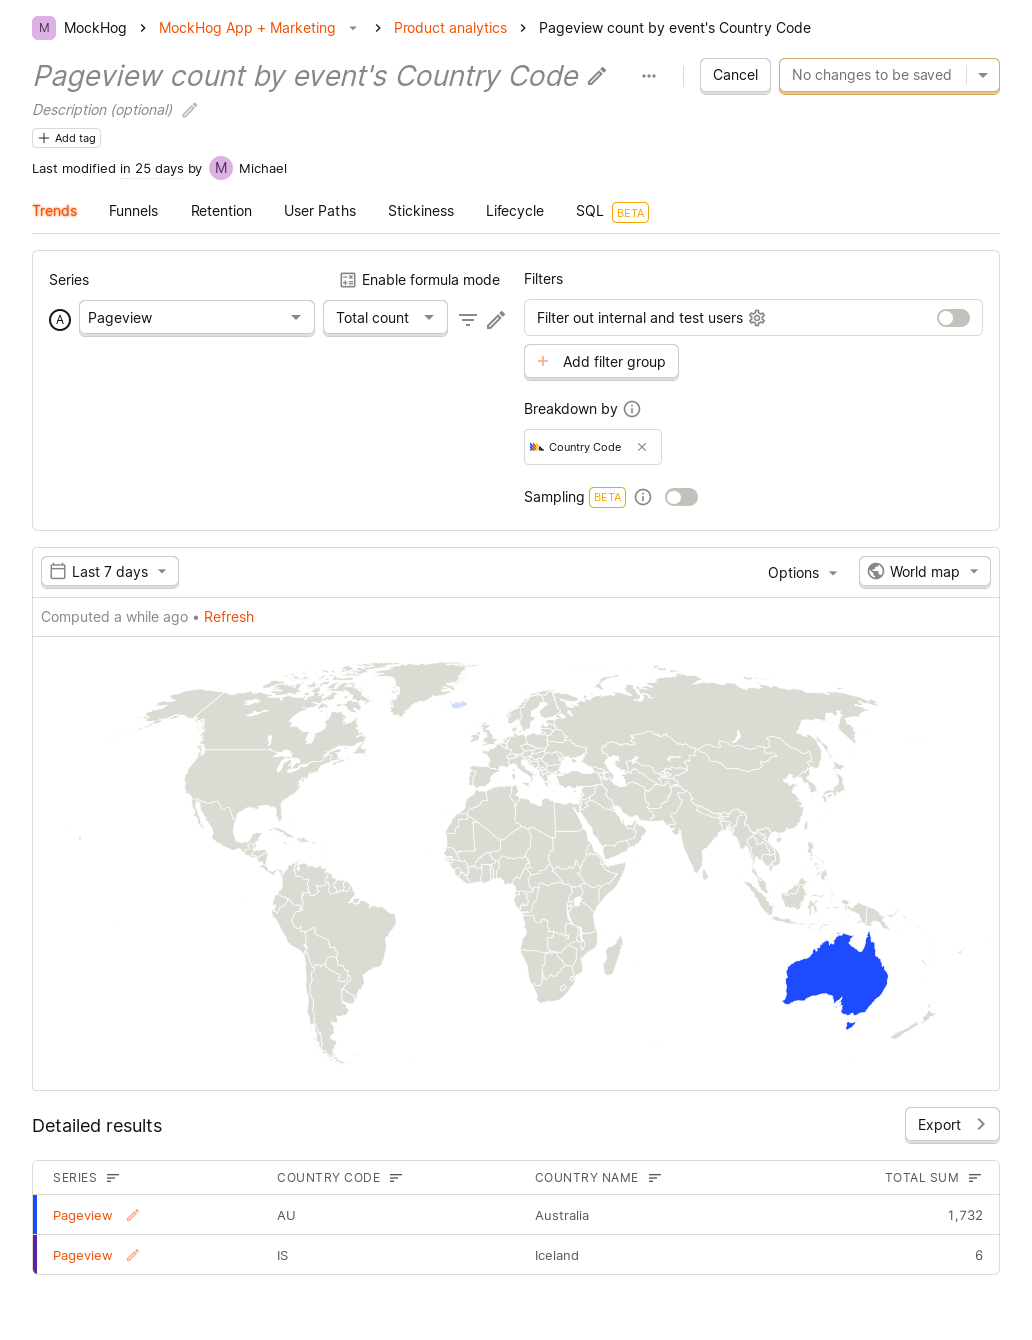 M MockHog > MockHog App + Marketing > Product analytics > Pageview count by event's Country Code
Pageview count by event's Country Code
Cancel
No changes to be saved
Description (optional)
Add tag
Last modified in 25 days by M Michael
Trends Funnels Retention User Paths Stickiness Lifecycle SQL BETA
Series
Enable formula mode
Filters
A Pageview Total count
Filter out internal and test users
Add filter group
Breakdown by
Country Code
Sampling BETA
Last 7 days
Options
World map
Computed a while ago • Refresh
Detailed results
Export
SERIES COUNTRY CODE COUNTRY NAME TOTAL SUM
Pageview AU Australia 1,732
Pageview IS Iceland 6